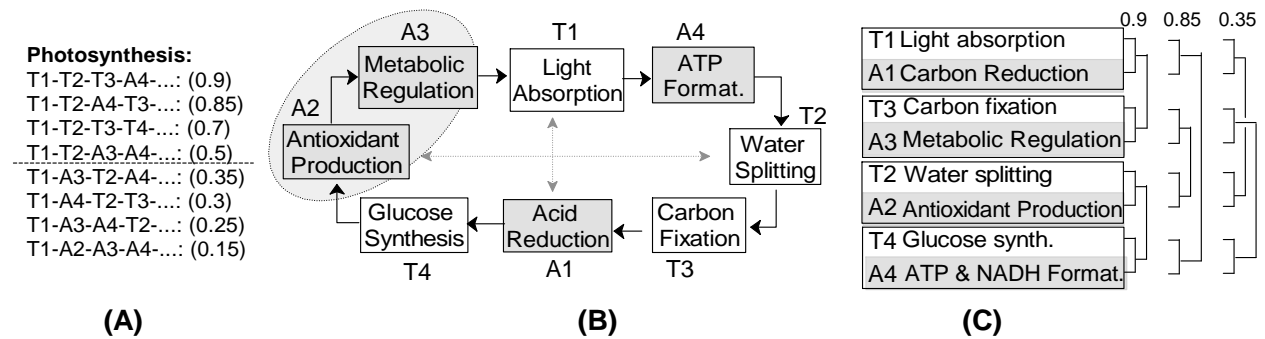 Photosynthesis:
T1-T2-T3-A4-...: (0.9)
T1-T2-A4-T3-...: (0.85)
T1-T2-T3-T4-...: (0.7)
T1-T2-A3-A4-...: (0.5)
T1-A3-T2-A4-...: (0.35)
T1-A4-T2-T3-...: (0.3)
T1-A3-A4-T2-...: (0.25)
T1-A2-A3-A4-...: (0.15)
(A)
A3
Metabolic
Regulation
T1
Light
Absorption
A4
ATP
Format.
A2
Antioxidant
Production
T2
Water
Splitting
Glucose
Synthesis
T4
Acid
Reduction
A1
Carbon
Fixation
T3
(B)
0.9 0.85 0.35
T1 Light absorption
A1 Carbon Reduction
T3 Carbon fixation
A3 Metabolic Regulation
T2 Water splitting
A2 Antioxidant Production
T4 Glucose synth.
A4 ATP & NADH Format.
(C)